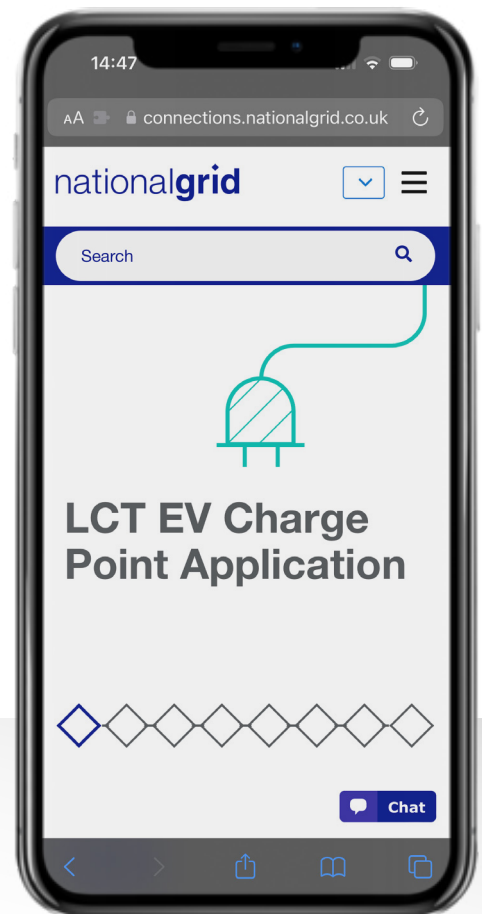 14:47
AA connections.nationalgrid.co.uk
nationalgrid
Search
LCT EV Charge
Point Application
Chat